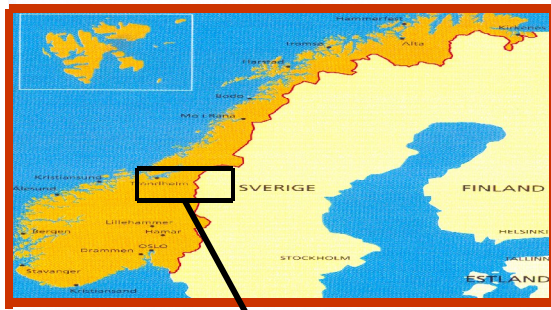 Hammerfest
Kirkenes
Tromsø
Alta
Harstad
Bodø
Mo i Rana
Kristiansund
Trondheim
Ålesund
SVERIGE
FINLAND
Lillehammer
Bergen
Hamar
HELSINKI
OSLO
Drammen
STOCKHOLM
TALLINN
Stavanger
ESTLAND
Kristiansand